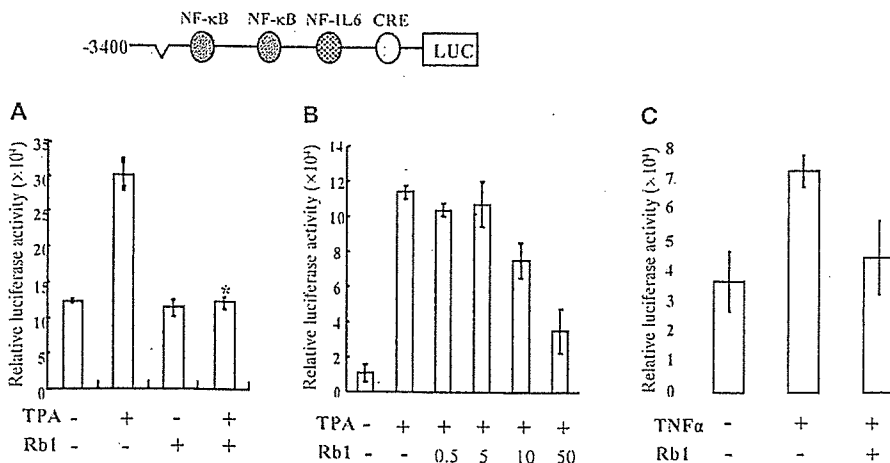 NF-κB NF-κB NF-IL6 CRE
-3400 LUC
A
Relative luciferase activity (×10⁴)
35
30
25
20
15
10
5
0
TPA - + - +
Rb1 - - + +
*
B
Relative luciferase activity (×10⁴)
14
12
10
8
6
4
2
0
TPA - + + + + +
Rb1 - - 0.5 5 10 50
C
Relative luciferase activity (×10⁴)
8
7
6
5
4
3
2
1
0
TNFα - + +
Rb1 - - +